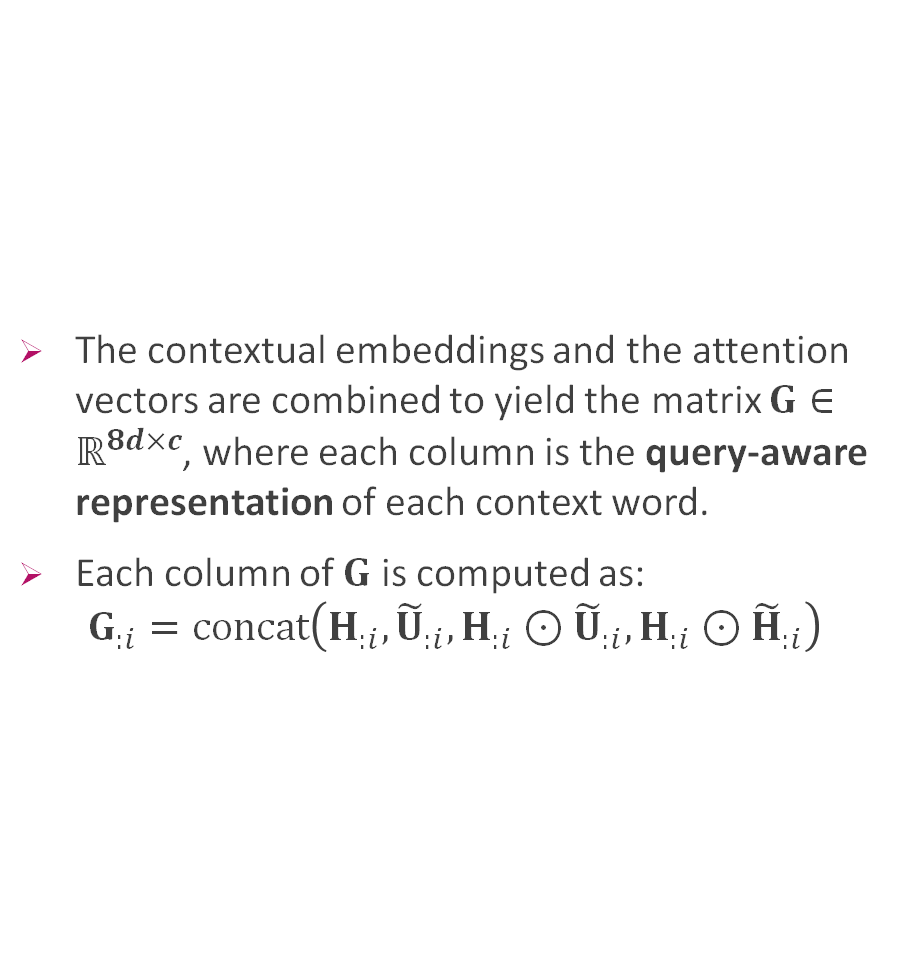 ➢ The contextual embeddings and the attention
vectors are combined to yield the matrix 𝐆 ∈
ℝ^{𝟖𝒅×𝒄}, where each column is the query-aware
representation of each context word.
➢ Each column of 𝐆 is computed as:
𝐆_{:𝑖} = concat(𝐇_{:𝑖}, 𝐔̃_{:𝑖}, 𝐇_{:𝑖} ⊙ 𝐔̃_{:𝑖}, 𝐇_{:𝑖} ⊙ 𝐇̃_{:𝑖})